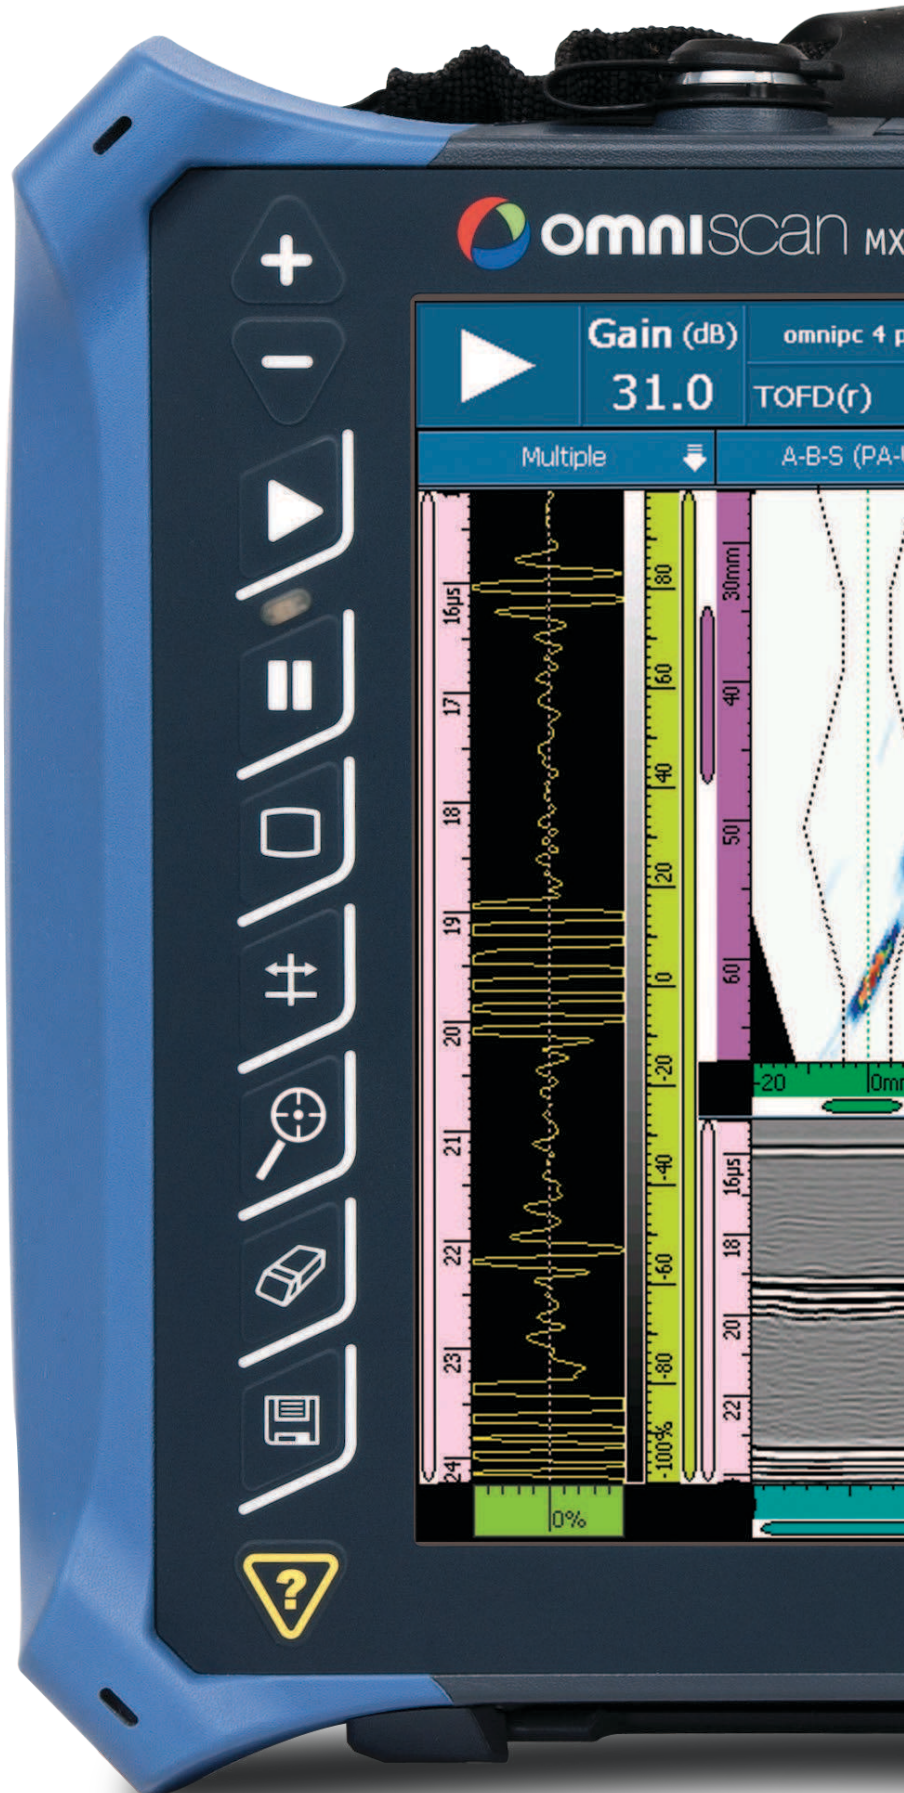 omniscan MX
Gain (dB)
31.0
omnipc 4 p
TOFD(r)
Multiple
A-B-S (PA-U
16µs
17
18
19
20
21
22
23
24
80
60
40
20
0
-20
-40
-60
-80
-100%
0%
30mm
40
50
60
-20
0mm
16µs
18
20
22
?